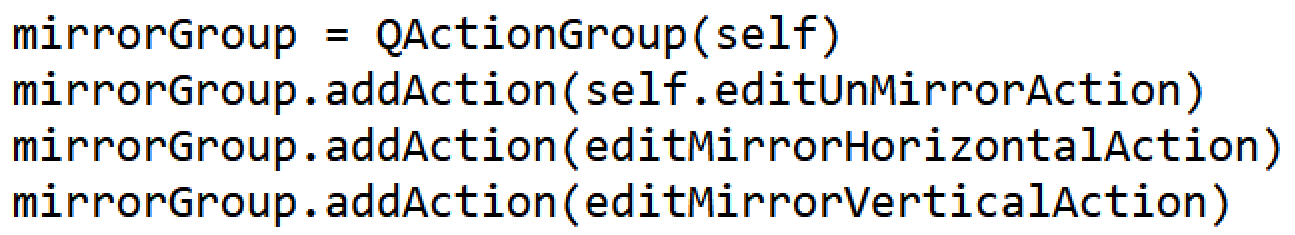 mirrorGroup = QActionGroup(self)
mirrorGroup.addAction(self.editUnMirrorAction)
mirrorGroup.addAction(editMirrorHorizontalAction)
mirrorGroup.addAction(editMirrorVerticalAction)